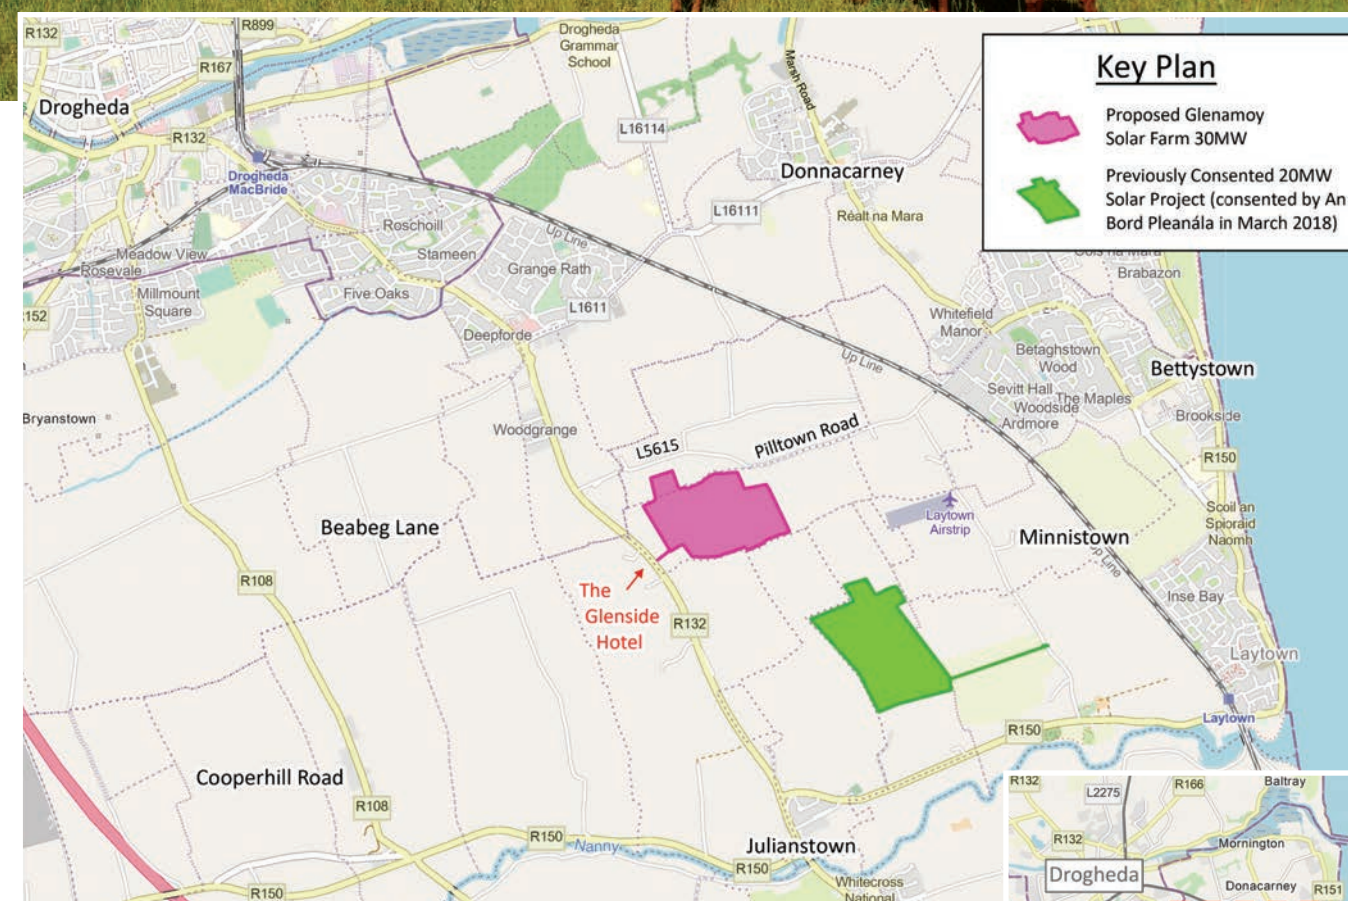 R132
R899
Drogheda
Grammar
School
R167
Marsh Road
Key Plan
Proposed Glenamoy
Solar Farm 30MW
Previously Consented 20MW
Solar Project (consented by An
Bord Pleanála in March 2018)
Drogheda
R132
L16114
Drogheda
MacBride
Donnacarney
L16111
Réalt na Mara
Roschoill
Up Line
Meadow View
Stameen
Rosevale
Grange Rath
Brabazon
Millmount
Square
Five Oaks
L1611
152
Whitefield
Manor
Deepforde
Up Line
Betaghstown
Wood
Bettystown
Sevitt Hall
The Maples
Woodside
Ardmore
Brookside
Bryanstown
Woodgrange
Pilltown Road
L5615
R150
Laytown
Airstrip
Scoil an
Spioraid
Naomh
Beabeg Lane
Minnistown
Up Line
R108
The
Glenside
Hotel
Inse Bay
R132
Laytown
Laytown
R150
Cooperhill Road
R108
R132
L2275
R166
Baltray
R150
Nanny
Julianstown
R132
Mornington
R150
Whitecross
National
Drogheda
Donacarney
R151
R150